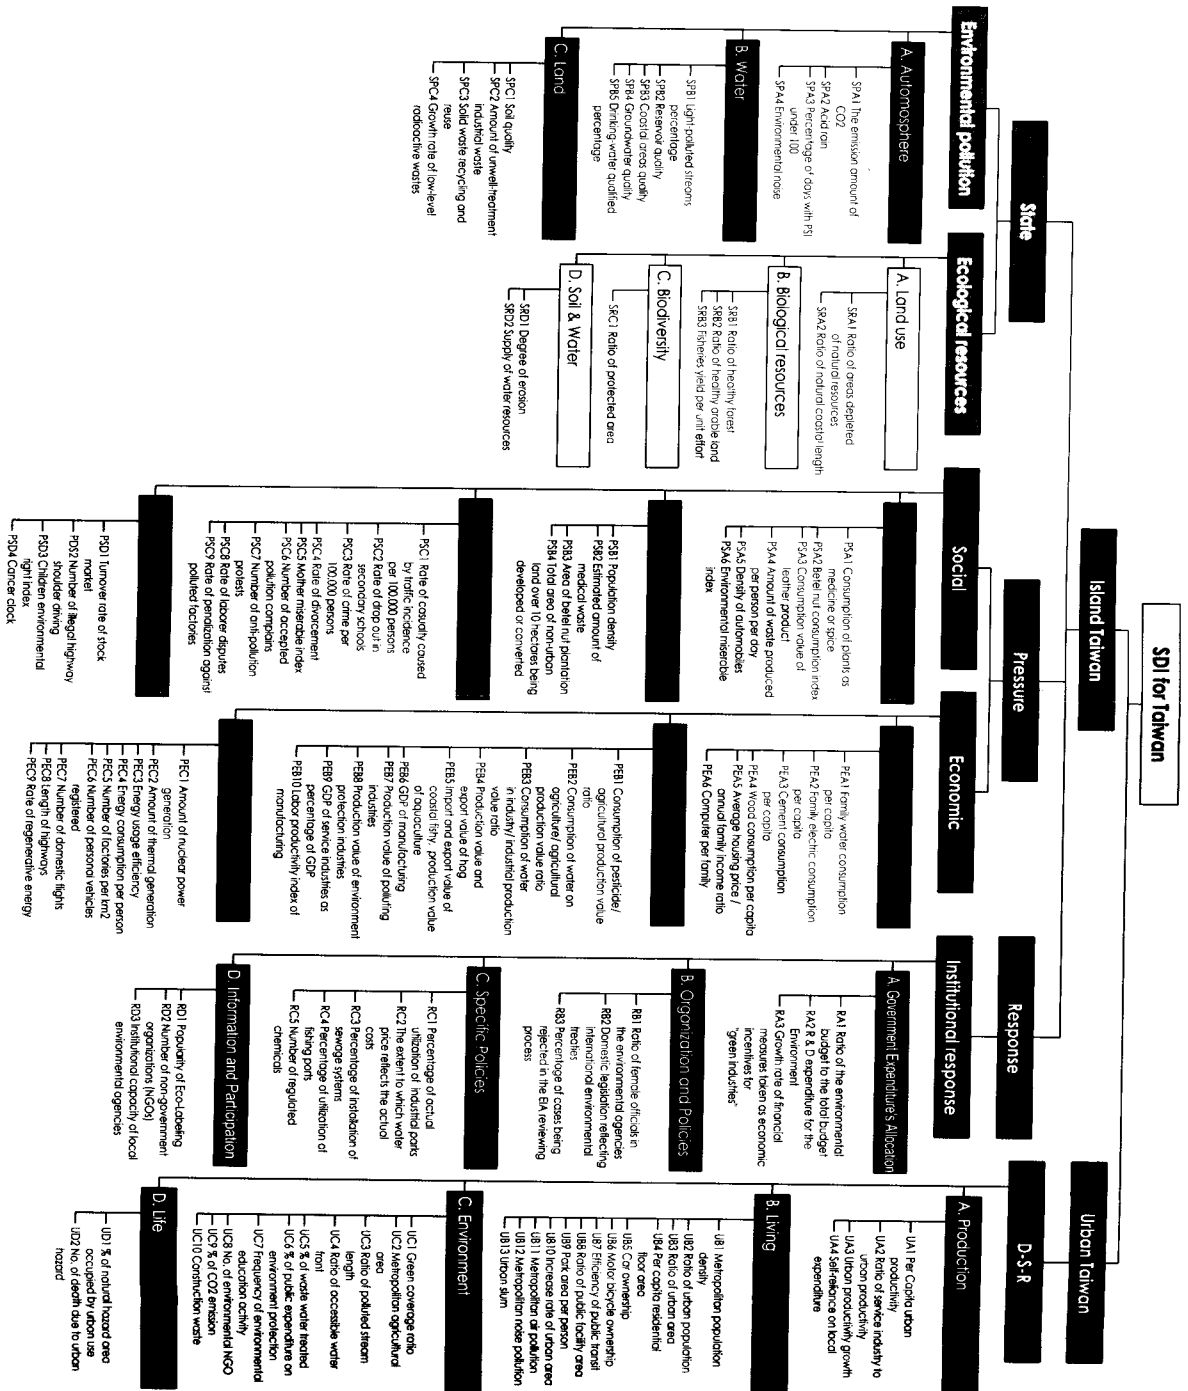 SDI for Taiwan
Island Taiwan
Urban Taiwan
State
Pressure
Response
D-S-R
Environmental pollution
Ecological resources
Social
Economic
Institutional response
A. Automosphere
SPA1 The emission amount of
CO2
SPA2 Acid rain
SPA3 Percentage of days with PSI
under 100
SPA4 Environmental noise
B. Water
SPB1 Light-polluted streams
percentage
SPB2 Reservoir quality
SPB3 Coastal areas quality
SPB4 Groundwater quality
SPB5 Drinking-water qualified
percentage
C. Land
SPC1 Soil quality
SPC2 Amount of unwell-treatment
industrial waste
SPC3 Solid waste recycling and
reuse
SPC4 Growth rate of low-level
radioactive wastes
A. Land use
SRA1 Ratio of areas depleted
of natural resources
SRA2 Ratio of natural coastal length
B. Biological resources
SRB1 Ratio of healthy forest
SRB2 Ratio of healthy arable land
SRB3 Fisheries yield per unit effort
C. Biodiversity
SRC1 Ratio of protected area
D. Soil & Water
SRD1 Degree of erosion
SRD2 Supply of water resources
PSA1 Consumption of plants as
medicine or spice
PSA2 Betel nut consumption index
PSA3 Consumption value of
leather product
PSA4 Amount of waste produced
per person per day
PSA5 Density of automobiles
PSA6 Environmental miserable
index
PSB1 Population density
PSB2 Estimated amount of
medical waste
PSB3 Area of betel nut plantation
PSB4 Total area of non-urban
land over 10 hectares being
developed or converted
PSC1 Rate of casualty caused
by traffic incidence
per 100,000 persons
PSC2 Rate of drop out in
secondary schools
PSC3 Rate of crime per
100,000 persons
PSC4 Rate of divorcement
PSC5 Mother miserable index
PSC6 Number of accepted
pollution complains
PSC7 Number of anti-pollution
protests
PSC8 Rate of laborer disputes
PSC9 Rate of penalization against
polluted factories
PSD1 Turnover rate of stock
market
PDS2 Number of illegal highway
shoulder driving
PSD3 Children environmental
right index
PSD4 Cancer clock
PEA1 Family water consumption
per capita
PEA2 Family electric consumption
per capita
PEA3 Cement consumption
per capita
PEA4 Wood consumption per capita
PEA5 Average housing price /
annual family income ratio
PEA6 Computer per family
PEB1 Consumption of pesticide/
agricultural production value
ratio
PEB2 Consumption of water on
agriculture/ agricultural
production value ratio
PEB3 Consumption of water
in industry/ industrial production
value ratio
PEB4 Production value and
export value of hog
PEB5 Import and export value of
coastal fishy, production value
of aquaculture
PEB6 GDP of manufacturing
PEB7 Production value of polluting
industries
PEB8 Production value of environment
protection industries
PEB9 GDP of service industries as
percentage of GDP
PEB10 Labor productivity index of
manufacturing
PEC1 Amount of nuclear power
generation
PEC2 Amount of thermal generation
PEC3 Energy usage efficiency
PEC4 Energy consumption per person
PEC5 Number of factories per km2
PEC6 Number of personal vehicles
registered
PEC7 Number of domestic flights
PEC8 Length of highways
PEC9 Rate of regenerative energy
A. Government Expenditure's Allocation
RA1 Ratio of the environmental
budget to the total budget
RA2 R & D expenditure for the
Environment
RA3 Growth rate of financial
measures taken as economic
incentives for
"green industries"
B. Organization and Policies
RB1 Ratio of female officials in
the environmental agencies
RB2 Domestic legislation reflecting
international environmental
treaties
RB3 Percentage of cases being
rejected in the EIA reviewing
process
C. Specific Policies
RC1 Percentage of actual
utilization of industrial parks
RC2 The extent to which water
price reflects the actual
costs
RC3 Percentage of installation of
sewage systems
RC4 Percentage of utilization of
fishing ports
RC5 Number of regulated
chemicals
D. Information and Participation
RD1 Popularity of Eco-Labeling
RD2 Number of non-government
organizations (NGOs)
RD3 Institutional capacity of local
environmental agencies
A. Production
UA1 Per Capita urban
productivity
UA2 Ratio of service industry to
urban productivity
UA3 Urban productivity growth
UA4 Self-reliance on local
expenditure
B. Living
UB1 Metropolitan population
density
UB2 Ratio of urban population
UB3 Ratio of urban area
UB4 Per capita residential
floor area
UB5 Car ownership
UB6 Motor bicycle ownership
UB7 Efficiency of public transit
UB8 Ratio of public facility area
UB9 Park area per person
UB10 Increase rate of urban area
UB11 Metropolitan air pollution
UB12 Metropolitan noise pollution
UB13 Urban slum
C. Environment
UC1 Green coverage ratio
UC2 Metropolitan agricultural
area
UC3 Ratio of polluted stream
length
UC4 Ratio of accessible water
front
UC5 % of waste water treated
UC6 % of public expenditure on
environment protection
UC7 Frequency of environmental
education activity
UC8 No. of environmental NGO
UC9 % of CO2 emission
UC10 Construction waste
D. Life
UD1 % of natural hazard area
occupied by urban use
UD2 No. of death due to urban
hazard